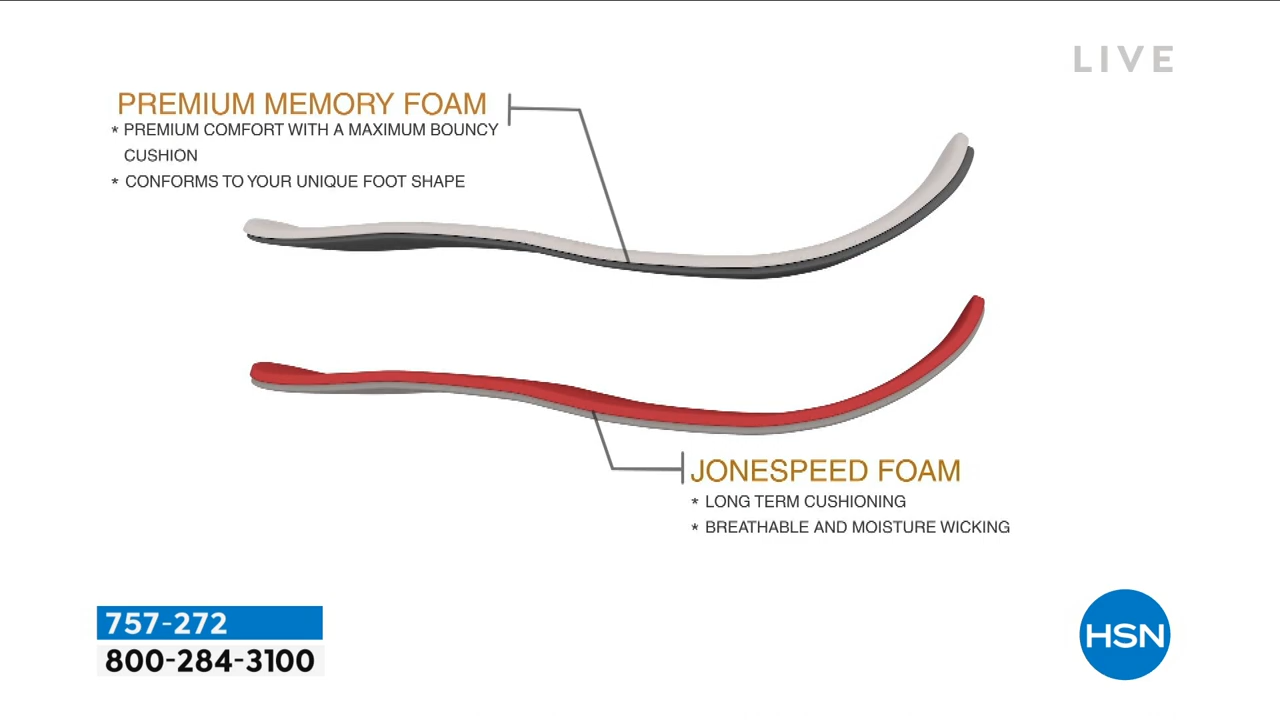 LIVE
PREMIUM MEMORY FOAM
* PREMIUM COMFORT WITH A MAXIMUM BOUNCY
CUSHION
* CONFORMS TO YOUR UNIQUE FOOT SHAPE
JONESPEED FOAM
* LONG TERM CUSHIONING
* BREATHABLE AND MOISTURE WICKING
757-272
800-284-3100
HSN